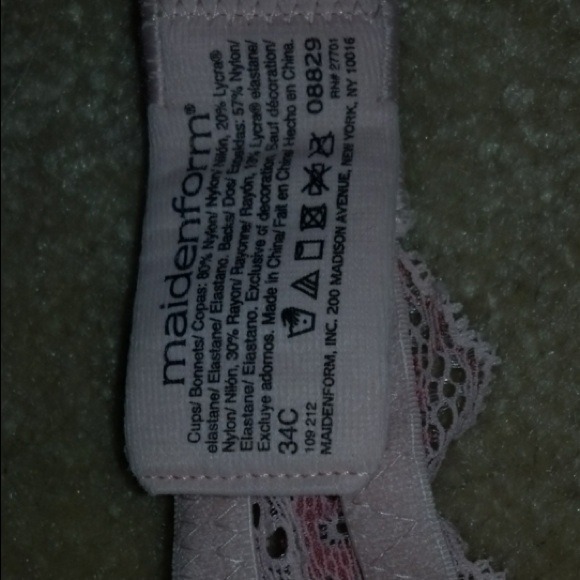 maidenform®
Cups/ Bonnets/ Copas: 80% Nylon/ Nylon/ Nilón, 20% Lycra®
elastane/ Elastane/ Elastano. Backs/ Dos/ Espaldas: 57% Nylon/
Nylon/ Nilón, 30% Rayon/ Rayonne/ Rayón, 13% Lycra® elastane/
Elastane/ Elastano. Exclusive of decoration/ Sauf décoration/
Excluye adornos. Made in China/ Fait en Chine/ Hecho en China.
34C 08829
109 212 RN# 27701
MAIDENFORM, INC. 200 MADISON AVENUE, NEW YORK, NY 10016